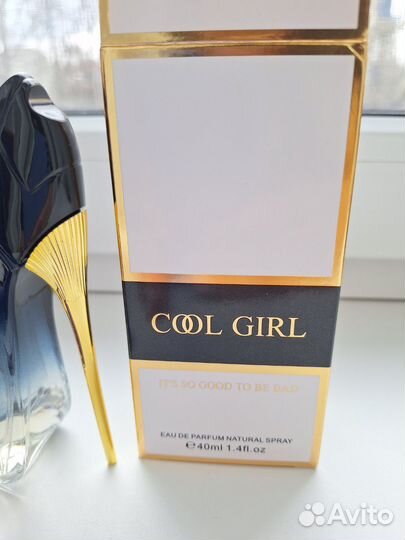 COOL GIRL
IT'S SO GOOD TO BE BAD
EAU DE PARFUM NATURAL SPRAY
℮40ml 1.4fl.oz
Avito